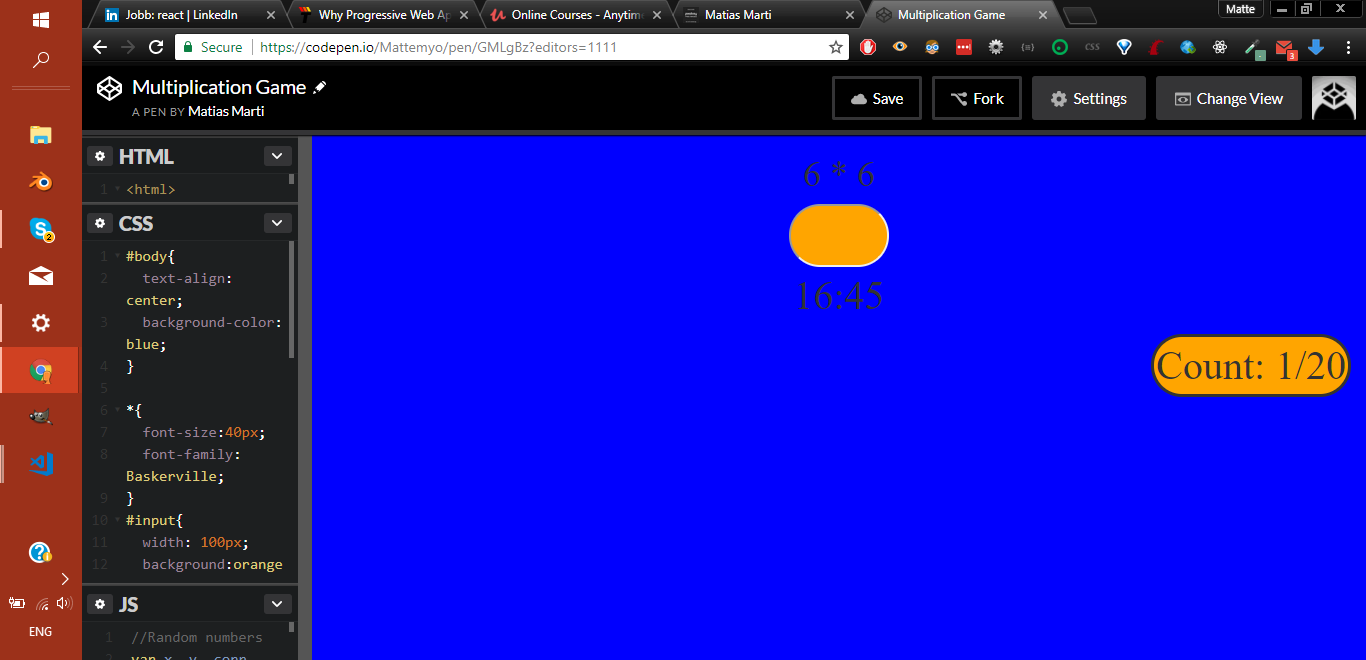 Jobb: react | LinkedIn
Why Progressive Web Ap
Online Courses - Anytim
Matias Marti
Multiplication Game
Matte
Secure
https://codepen.io/Mattemyo/pen/GMLgBz?editors=1111
CSS
3
Multiplication Game
A PEN BY Matias Marti
Save
Fork
Settings
Change View
HTML
1 <html>
CSS
1 #body{
2 text-align:
center;
3 background-color:
blue;
4 }
5
6 *{
7 font-size:40px;
8 font-family:
Baskerville;
9 }
10 #input{
11 width: 100px;
12 background:orange
JS
1 //Random numbers
6 * 6
16:45
Count: 1/20
2
ENG